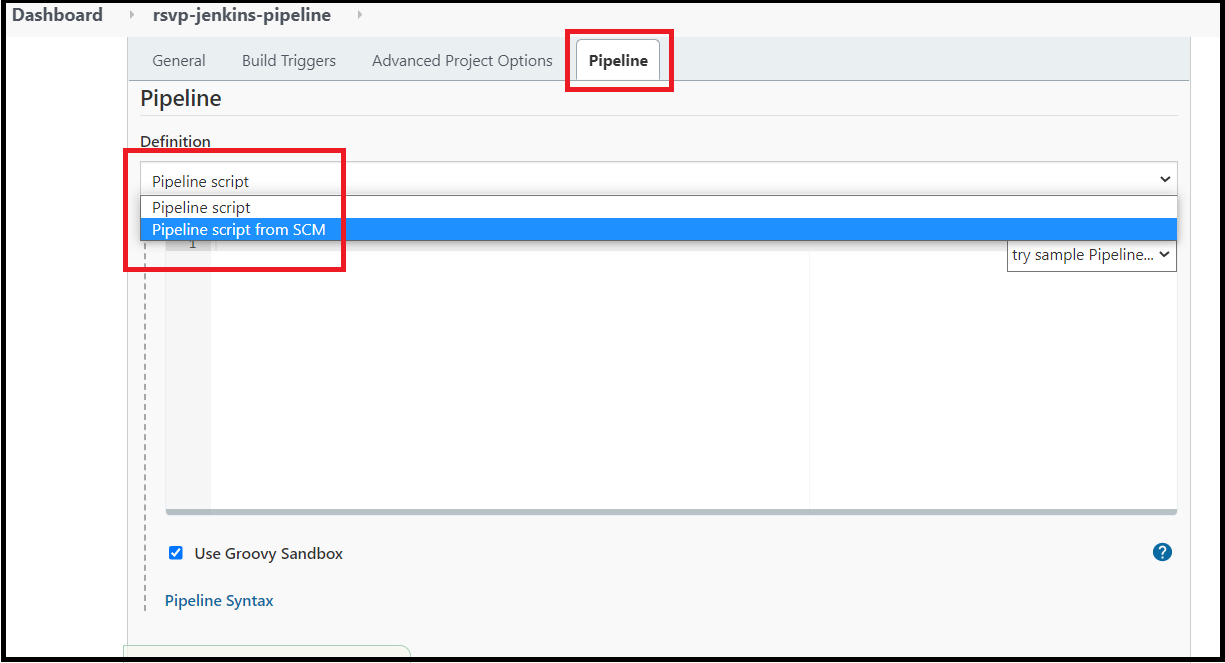 Dashboard rsvp-jenkins-pipeline
General Build Triggers Advanced Project Options Pipeline
Pipeline
Definition
Pipeline script
Pipeline script
Pipeline script from SCM
1
try sample Pipeline...
Use Groovy Sandbox ?
Pipeline Syntax